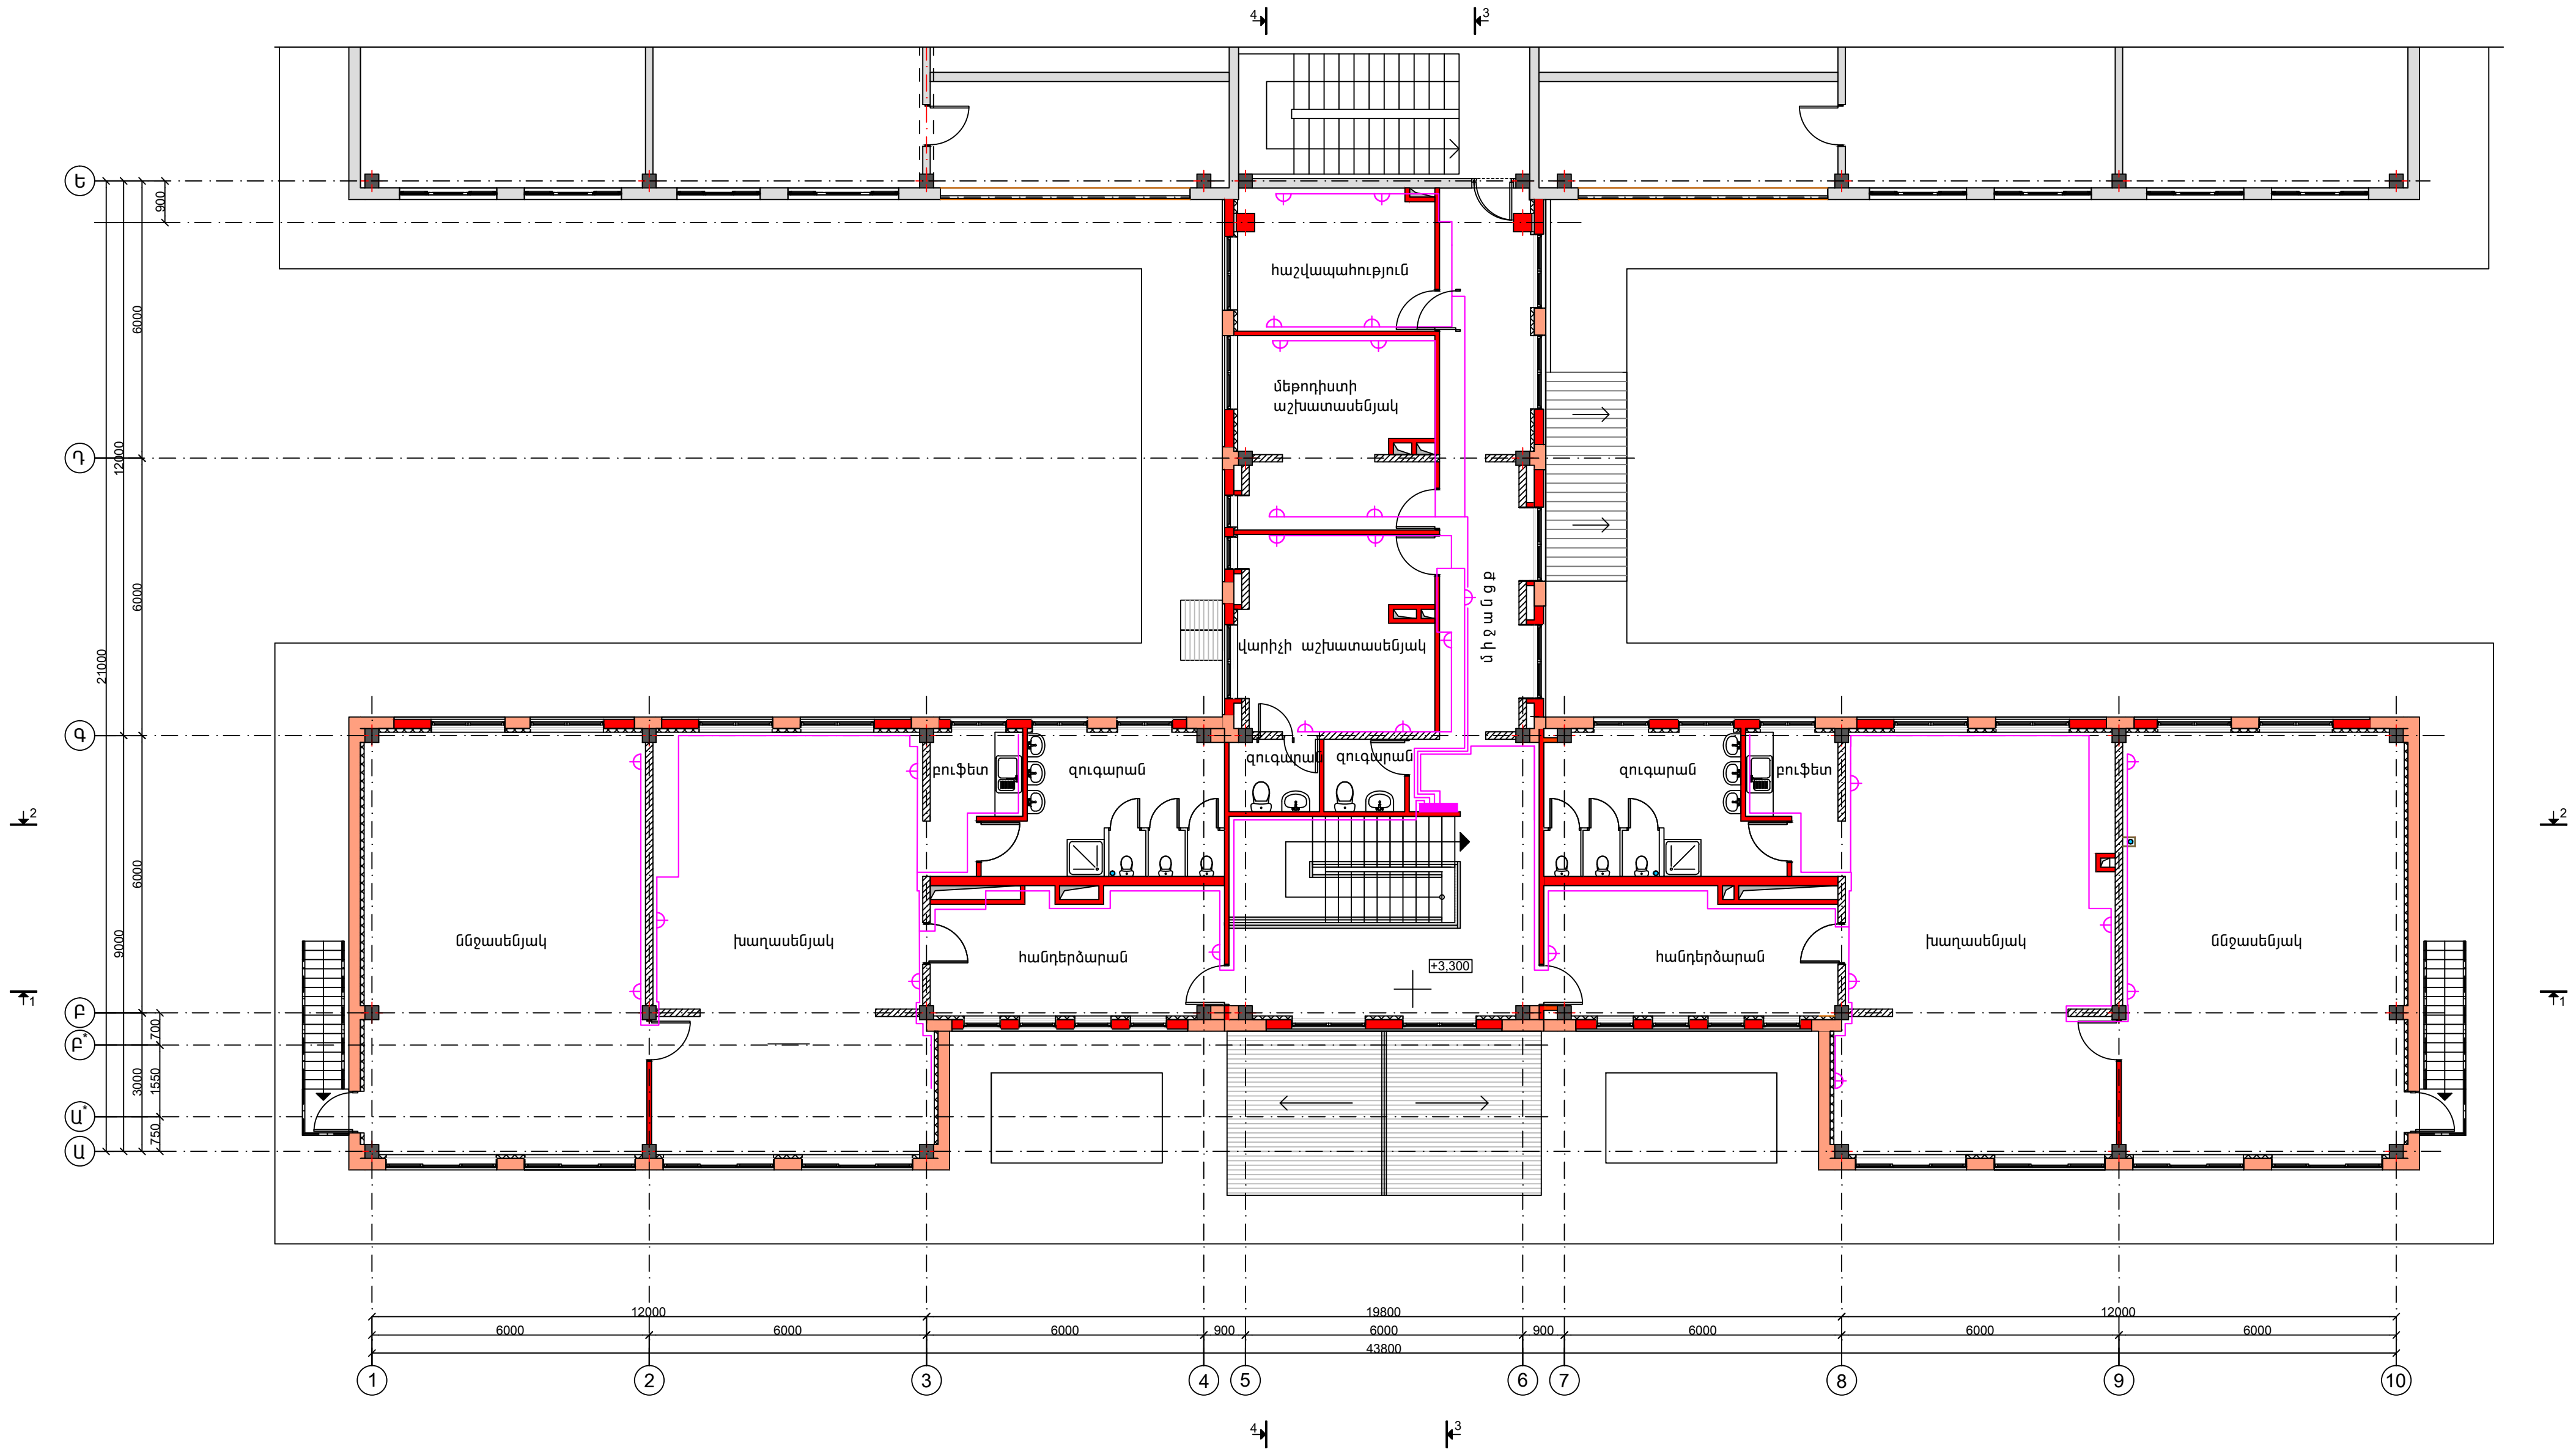 4 3
Ե
900
6000
հաշվապահություն
մեթոդիստի
աշխատասենյակ
Դ
12000
6000
միջանցք
վարիչի աշխատասենյակ
21000
Գ
բուֆետ զուգարան զուգարան զուգարան զուգարան բուֆետ
2 2
6000
9000
ննջասենյակ խաղասենյակ հանդերձարան հանդերձարան խաղասենյակ ննջասենյակ
+3,300
1 1
Բ
700
Բ*
3000 1550
Ա*
750
Ա
12000 19800 12000
6000 6000 6000 900 6000 900 6000 6000 6000
43800
1 2 3 4 5 6 7 8 9 10
4 3